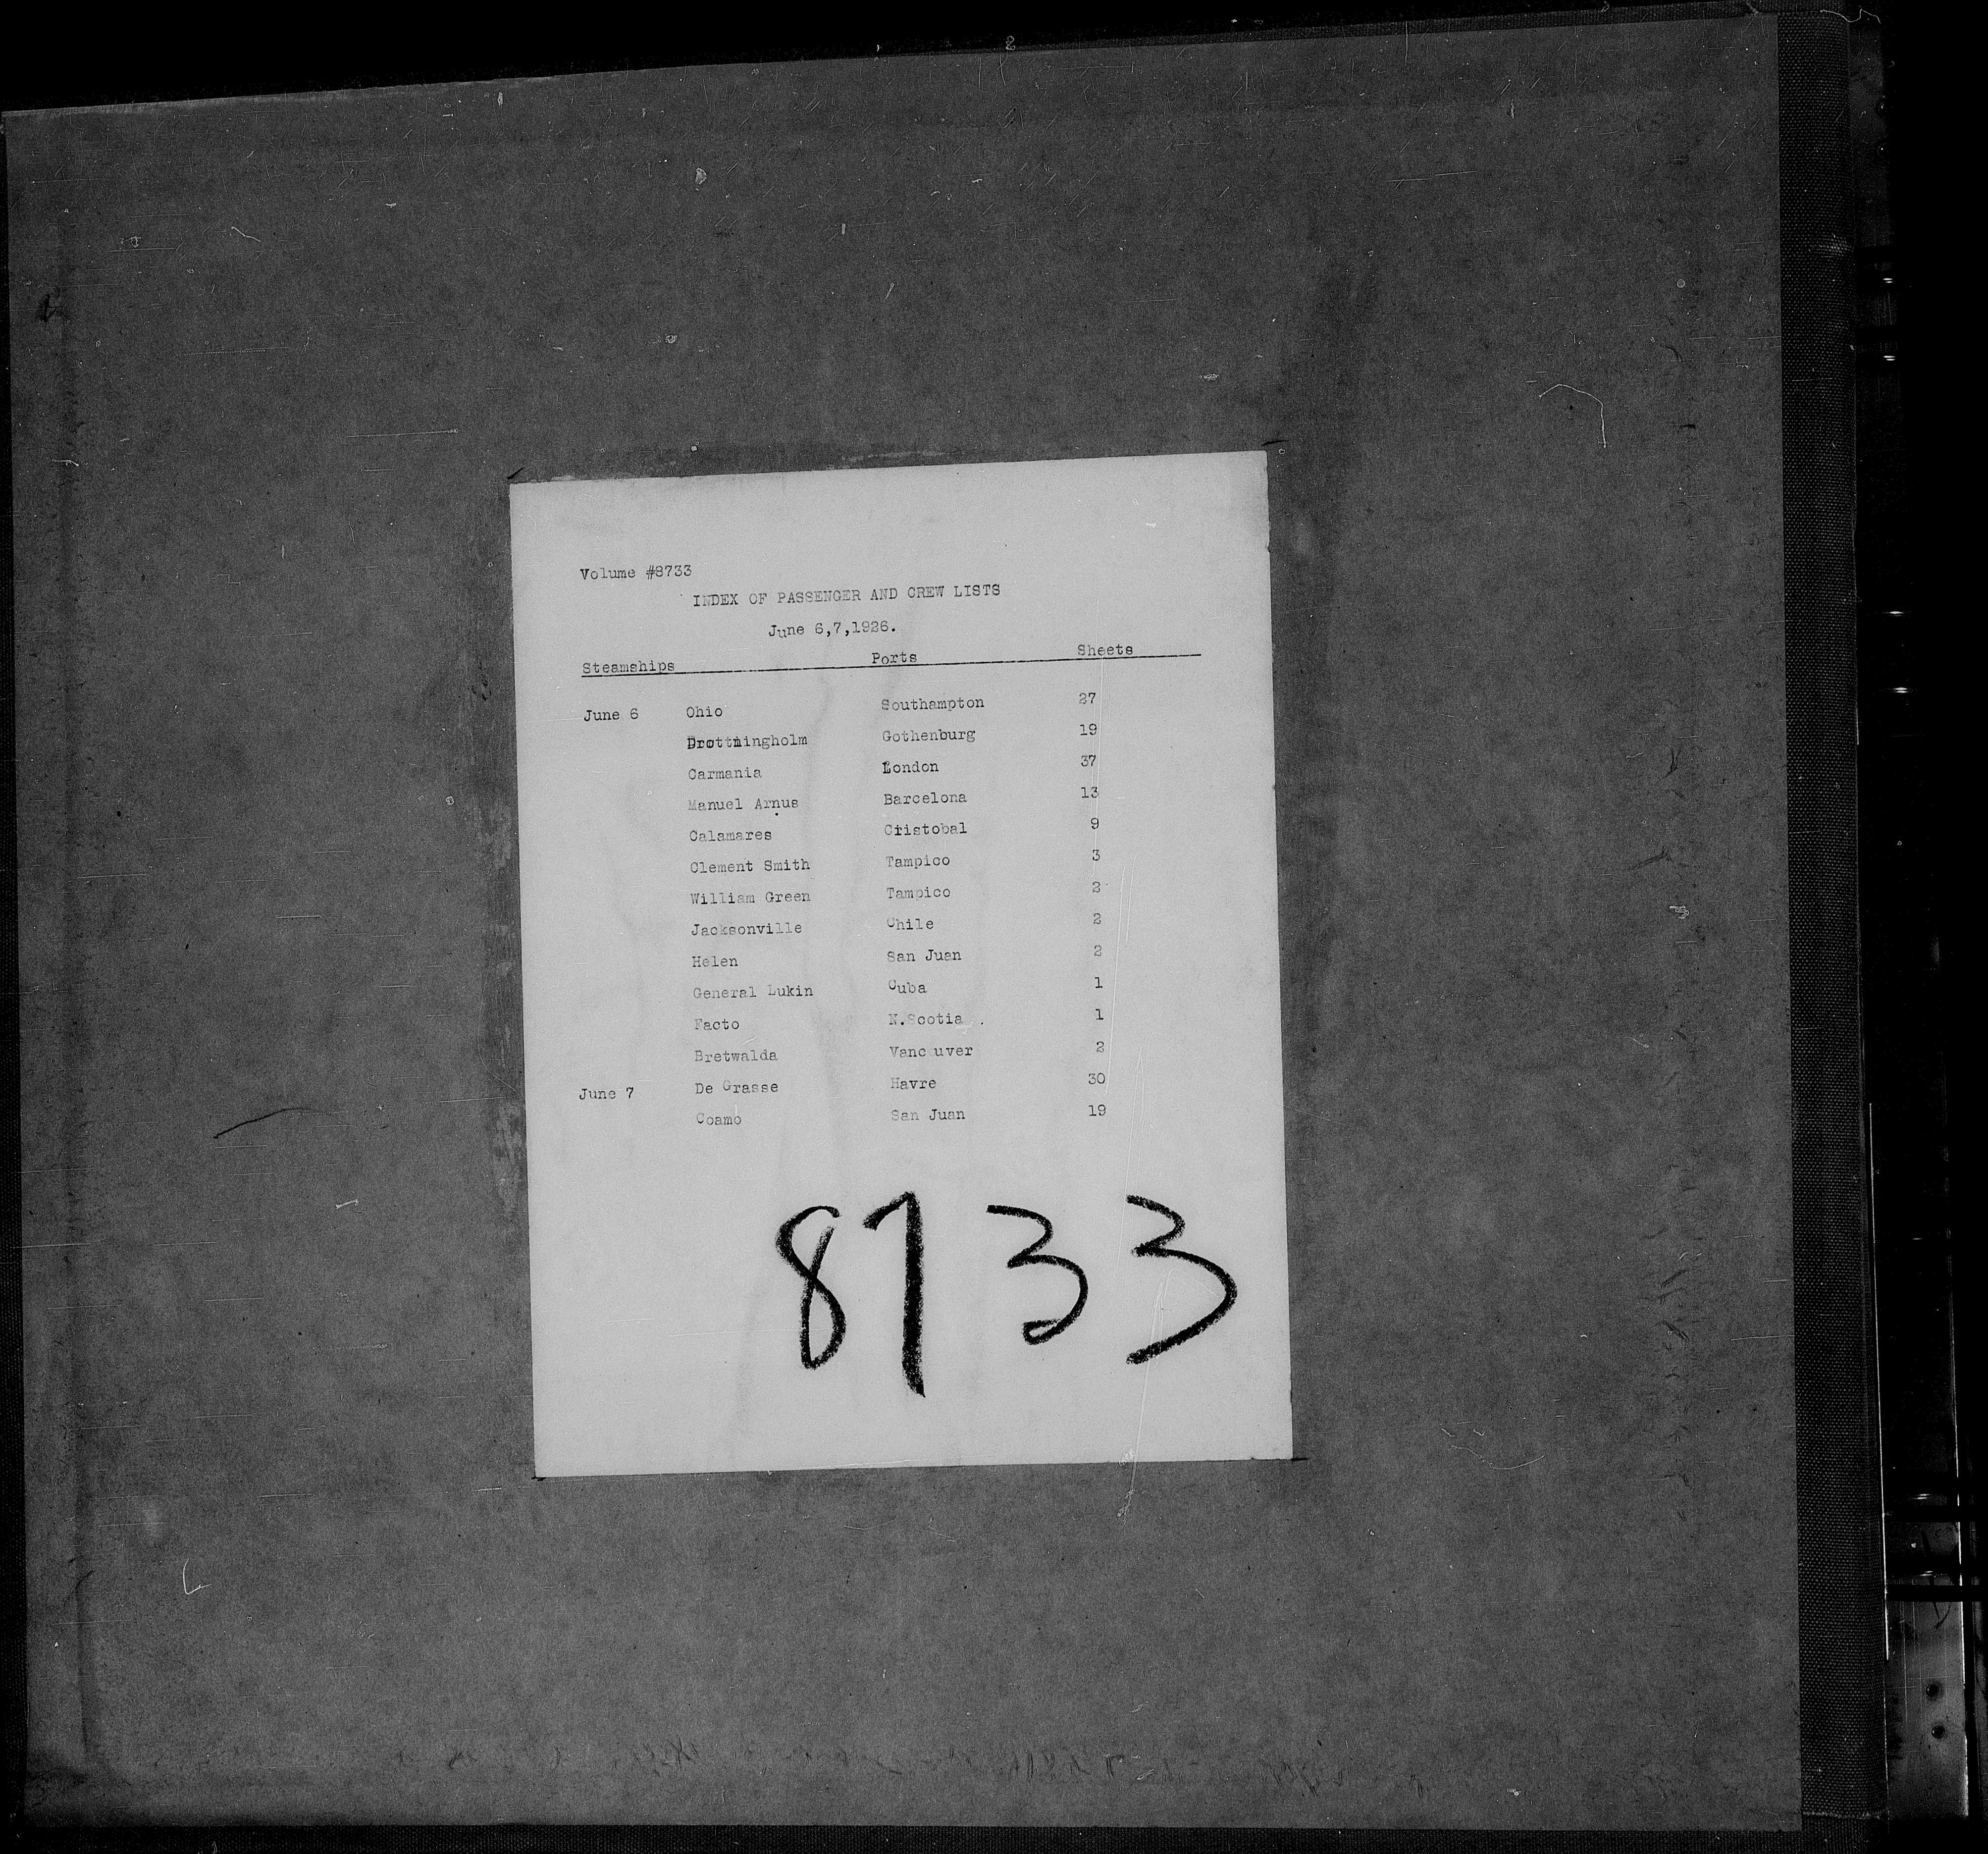 Volume #8733
INDEX OF PASSENGER AND CREW LISTS
June 6,7,1926.
Steamships Ports Sheets
June 6 Ohio Southampton 27
Drottningholm Gothenburg 19
Carmania London 37
Manuel Arnus Barcelona 13
Calamares Cristobal 9
Clement Smith Tampico 3
William Green Tampico 2
Jacksonville Chile 2
Helen San Juan 2
General Lukin Cuba 1
Facto N.Scotia . 1
Bretwalda Vanc uver 2
June 7 De Grasse Havre 30
Coamo San Juan 19
8733